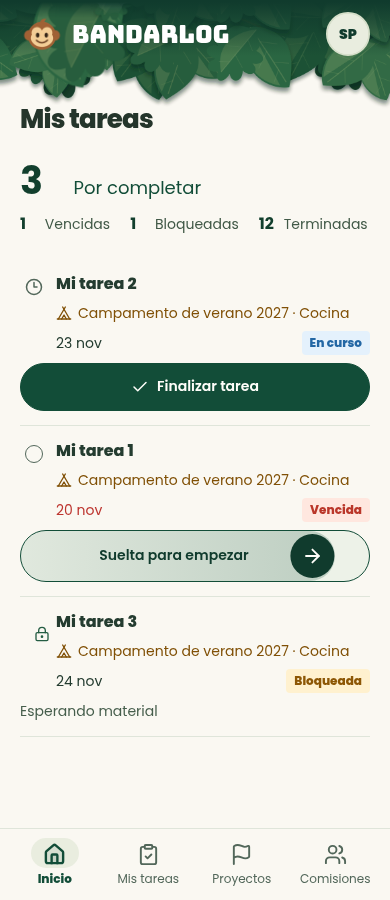 BANDARLOG
SP
Mis tareas
3 Por completar
1 Vencidas 1 Bloqueadas 12 Terminadas
Mi tarea 2
Campamento de verano 2027 · Cocina
23 nov En curso
Finalizar tarea
Mi tarea 1
Campamento de verano 2027 · Cocina
20 nov Vencida
Suelta para empezar
Mi tarea 3
Campamento de verano 2027 · Cocina
24 nov Bloqueada
Esperando material
Inicio Mis tareas Proyectos Comisiones